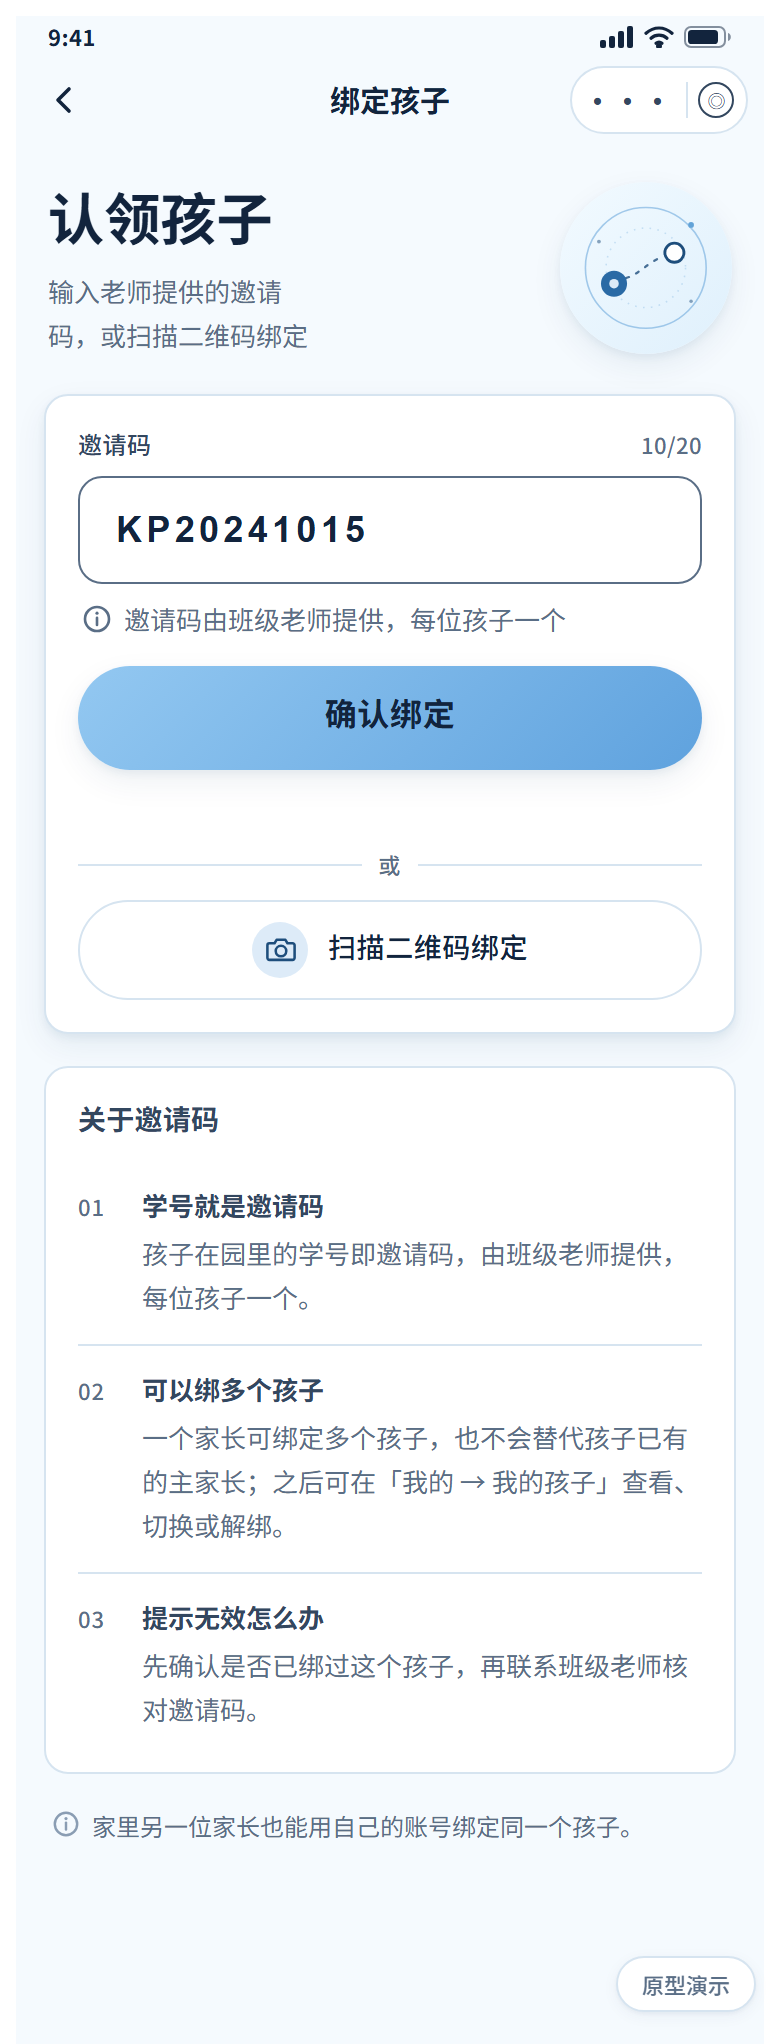 9:41
绑定孩子
认领孩子
输入老师提供的邀请
码，或扫描二维码绑定
邀请码 10/20
KP20241015
邀请码由班级老师提供，每位孩子一个
确认绑定
或
扫描二维码绑定
关于邀请码
01 学号就是邀请码
孩子在园里的学号即邀请码，由班级老师提供，
每位孩子一个。
02 可以绑多个孩子
一个家长可绑定多个孩子，也不会替代孩子已有
的主家长；之后可在「我的 → 我的孩子」查看、
切换或解绑。
03 提示无效怎么办
先确认是否已绑过这个孩子，再联系班级老师核
对邀请码。
家里另一位家长也能用自己的账号绑定同一个孩子。
原型演示